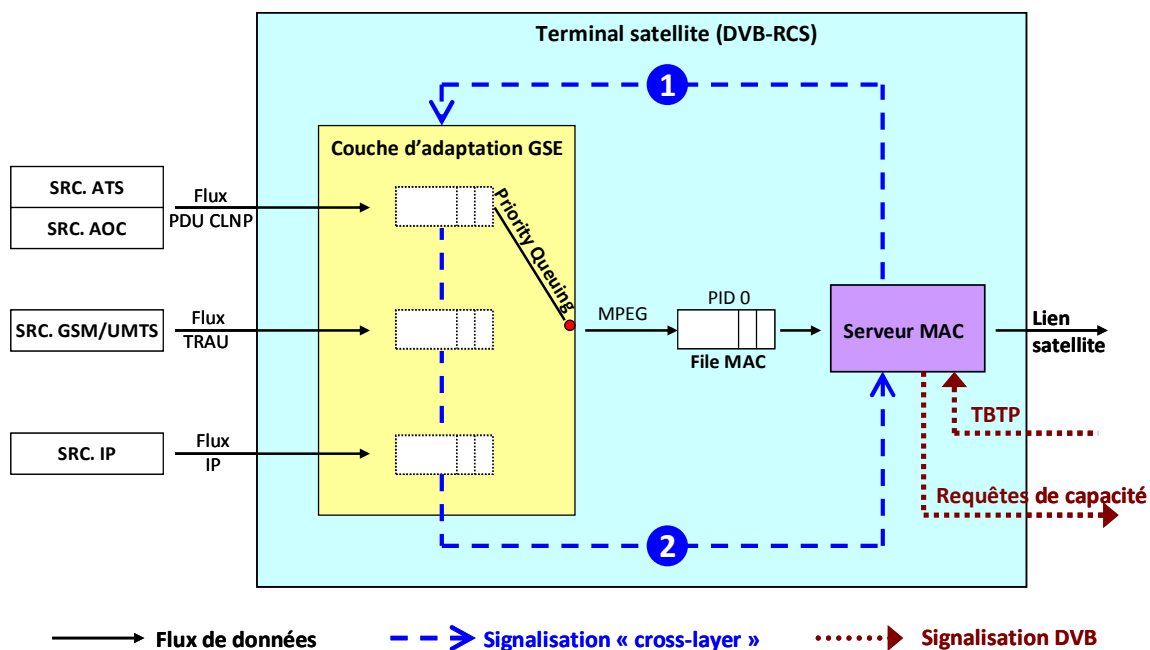 Terminal satellite (DVB-RCS)
1
Couche d'adaptation GSE
SRC. ATS
SRC. AOC
Flux
PDU CLNP
Priority Queuing
SRC. GSM/UMTS
Flux
TRAU
MPEG
PID 0
File MAC
Serveur MAC
Lien
satellite
TBTP
SRC. IP
Flux
IP
Requêtes de capacité
2
Flux de données
Signalisation « cross-layer »
Signalisation DVB